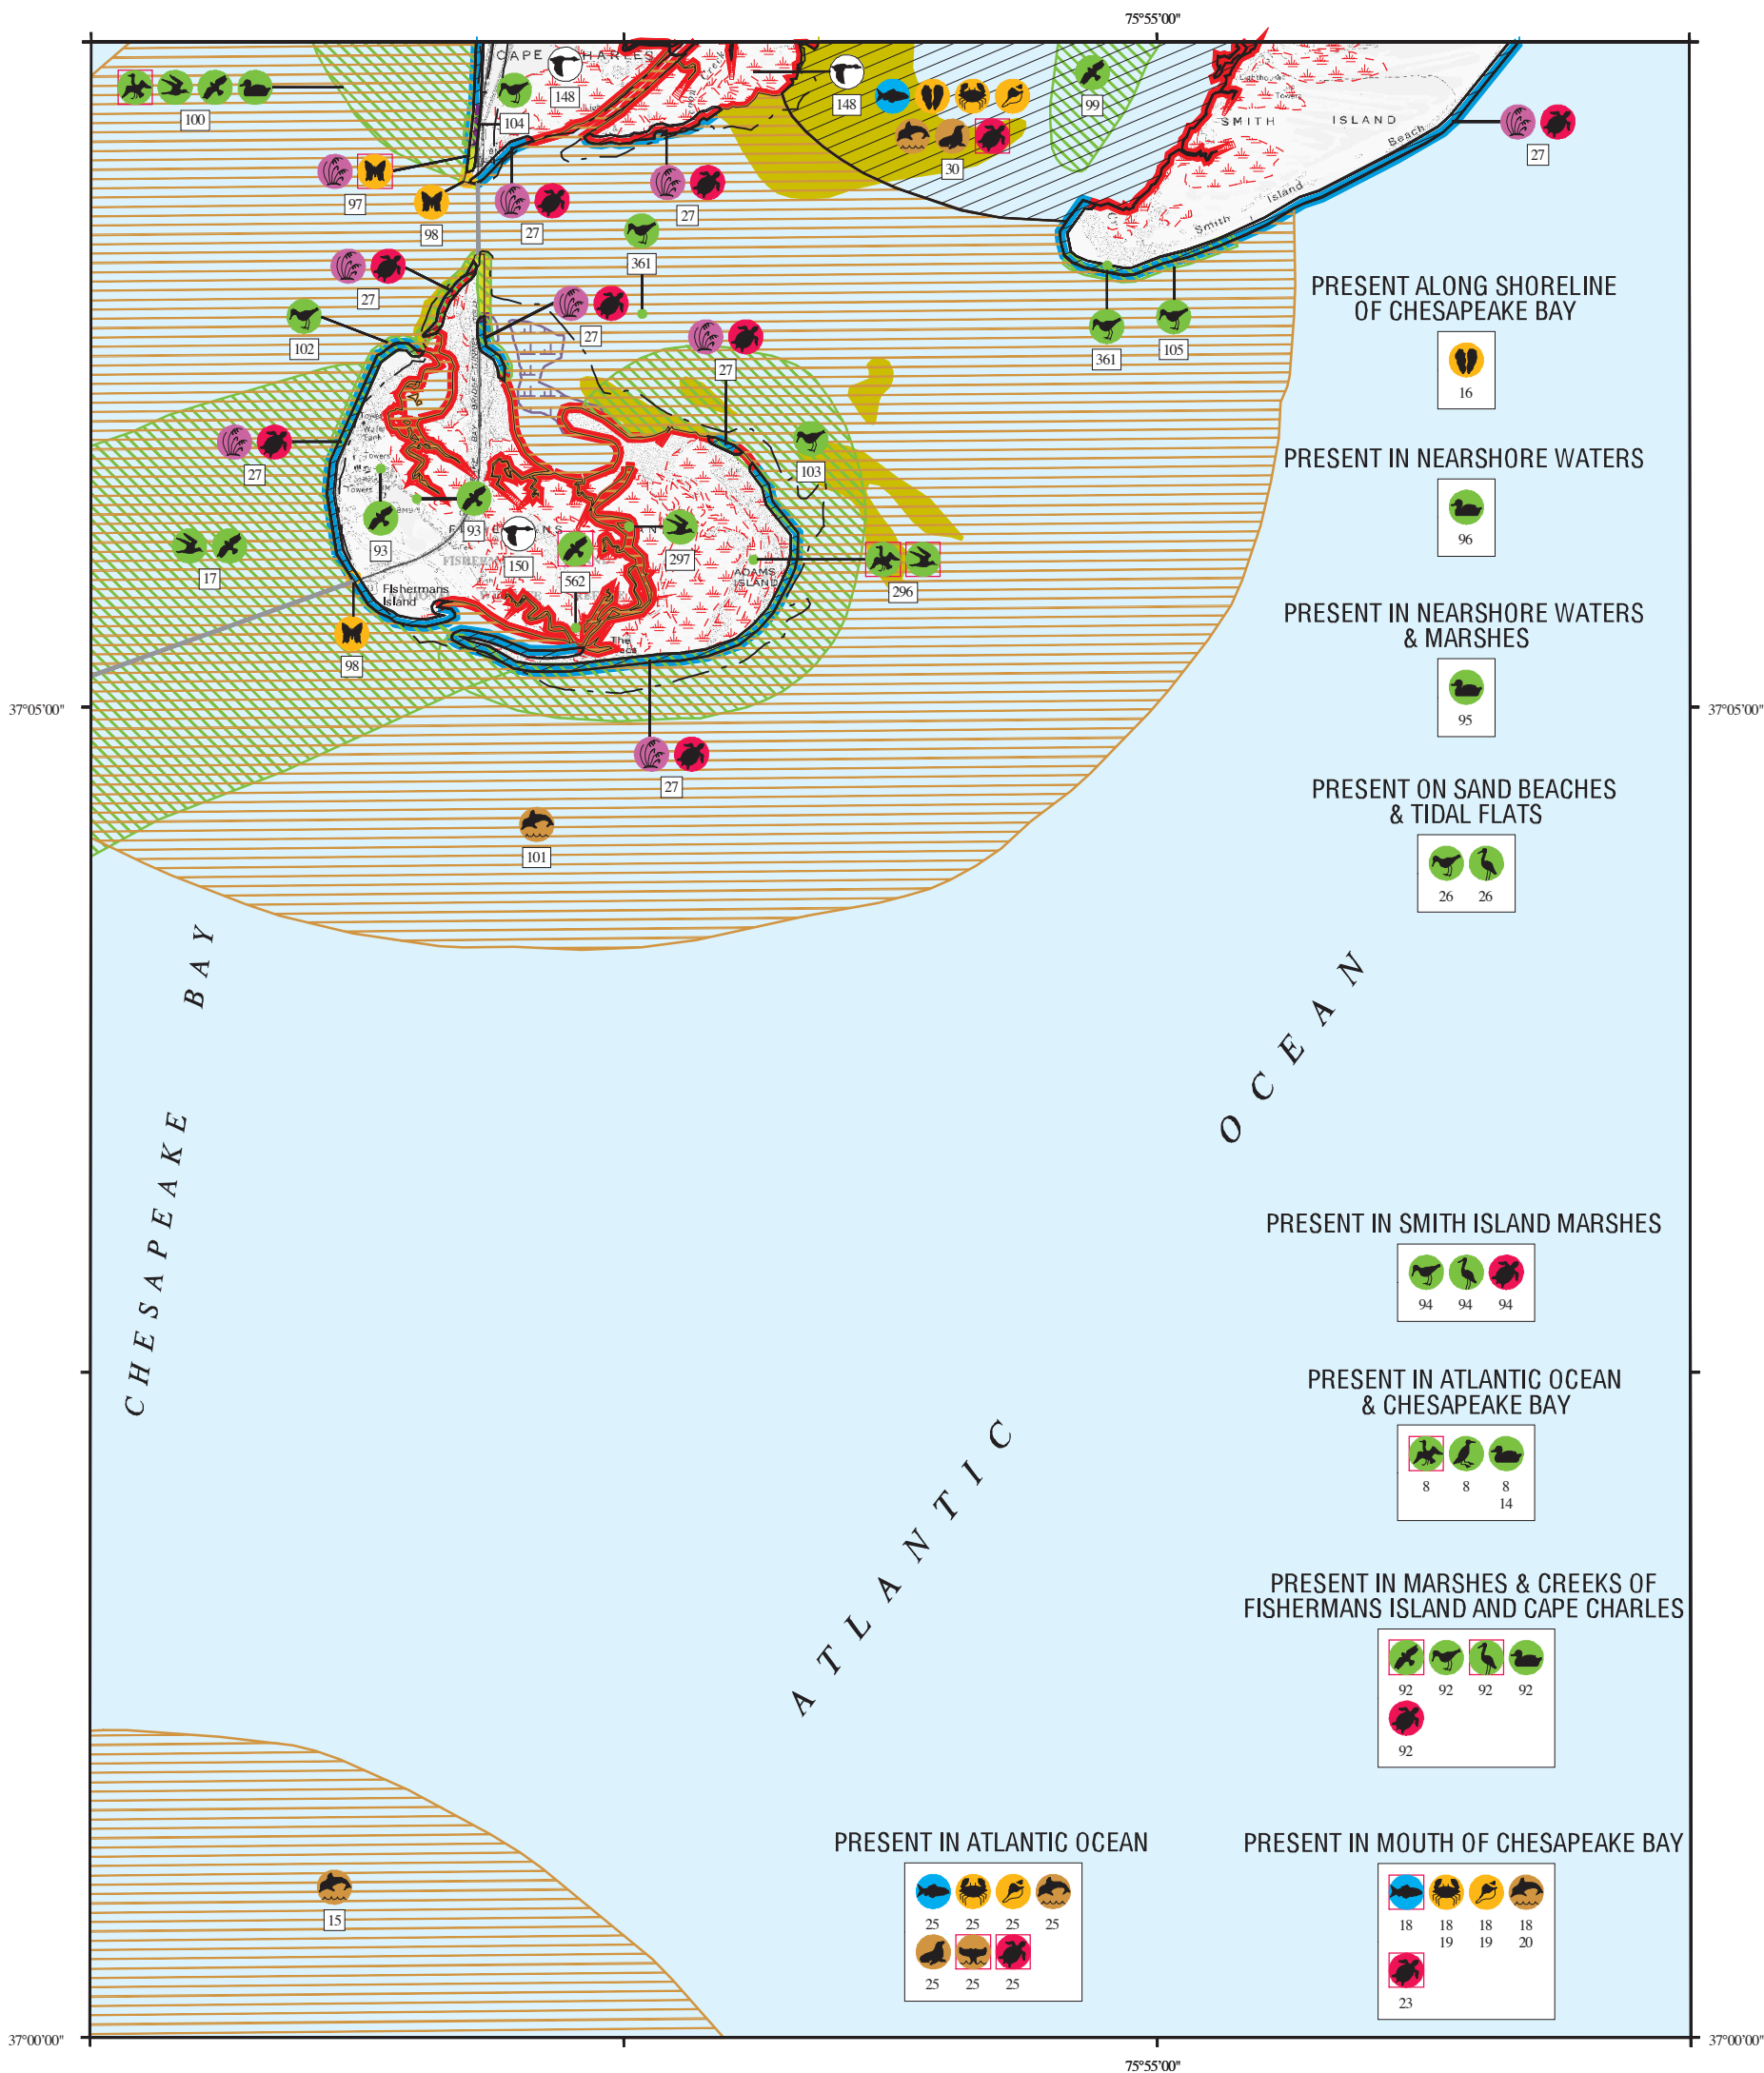 75°55'00"
CAPE CHARLES
148
148
100
104
99
30
SMITH ISLAND
Towers
Beach
27
97
98
27
27
Smith Island
361
27
102
27
27
361
105
PRESENT ALONG SHORELINE
OF CHESAPEAKE BAY
16
103
27
93
93
PRESENT IN NEARSHORE WATERS
96
17
150
562
297
296
ADAMS
ISLAND
Fishermans
Island
98
The
PRESENT IN NEARSHORE WATERS
& MARSHES
95
37°05'00"
37°05'00"
27
101
PRESENT ON SAND BEACHES
& TIDAL FLATS
26 26
CHESAPEAKE BAY
ATLANTIC OCEAN
PRESENT IN SMITH ISLAND MARSHES
94 94 94
PRESENT IN ATLANTIC OCEAN
& CHESAPEAKE BAY
8 8 8
14
PRESENT IN MARSHES & CREEKS OF
FISHERMANS ISLAND AND CAPE CHARLES
92 92 92 92
92
15
PRESENT IN ATLANTIC OCEAN
25 25 25 25
25 25 25
PRESENT IN MOUTH OF CHESAPEAKE BAY
18 18 18 18
19 19 20
23
37°00'00"
37°00'00"
75°55'00"